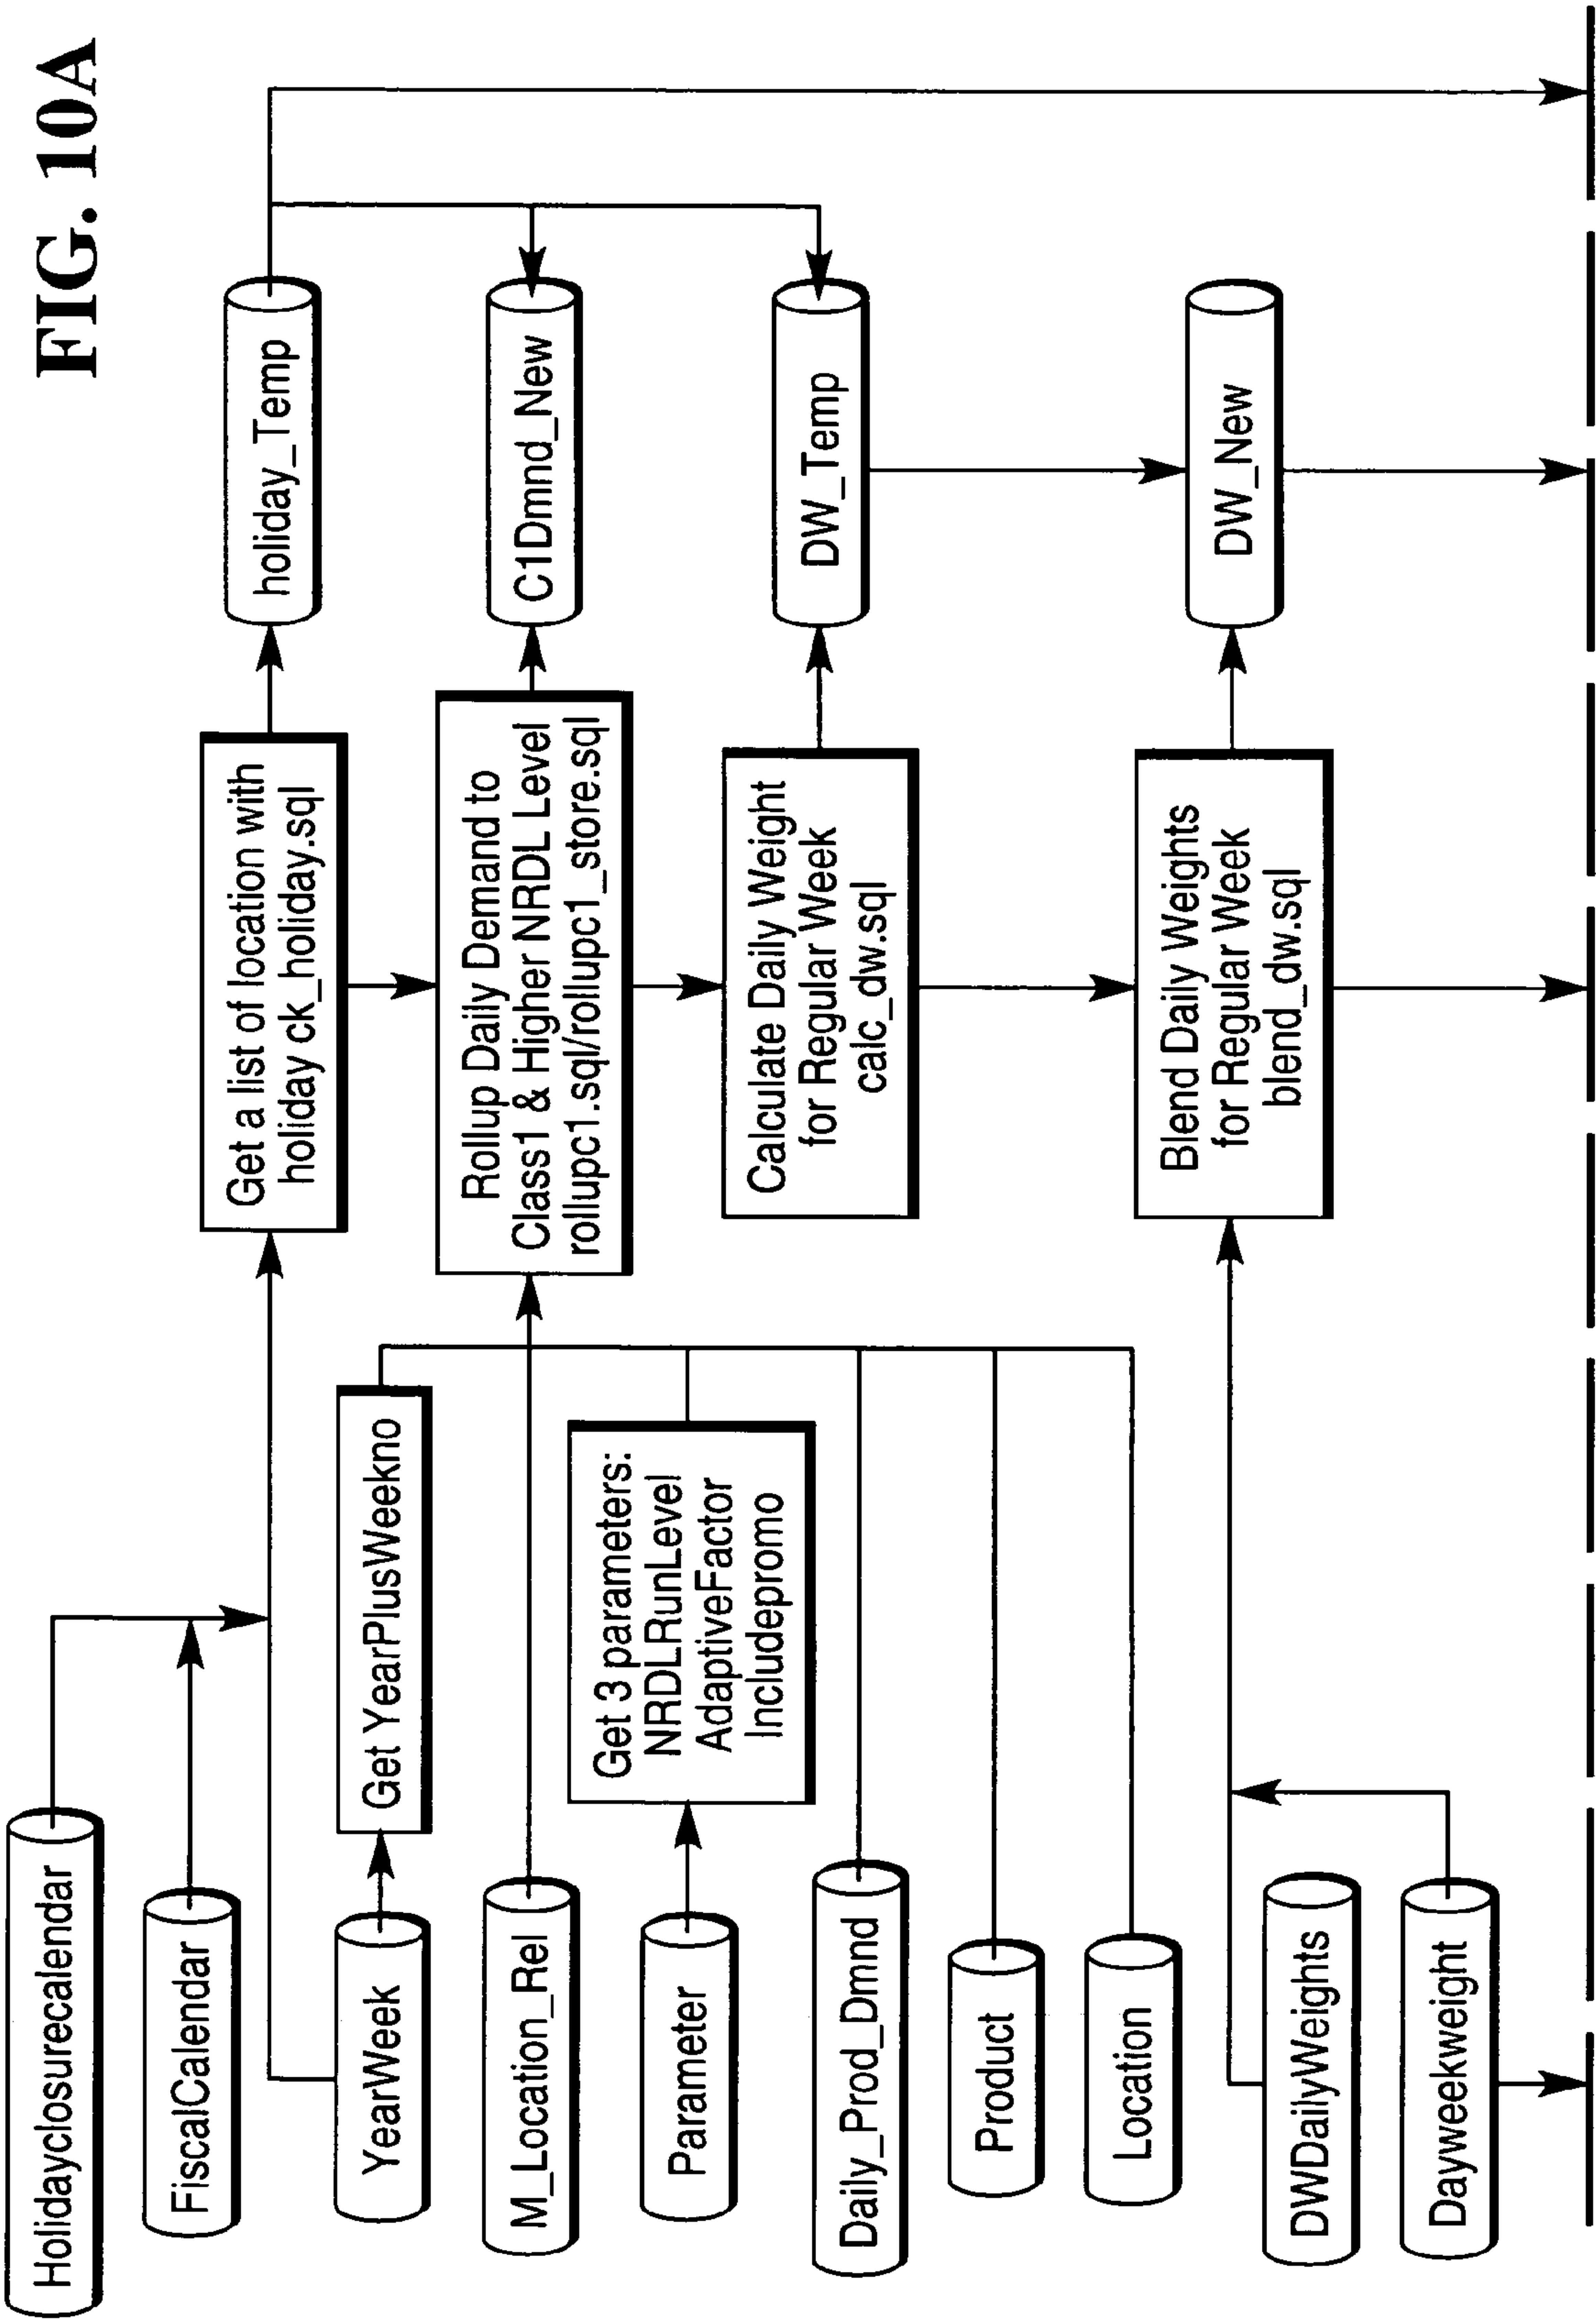 FIG. 10A
Holidayclosurecalendar
FiscalCalendar
YearWeek
Get YearPlusWeekno
Get a list of location with
holiday ck_holiday.sql
holiday_Temp
M_Location_Rel
Rollup Daily Demand to
Class1 & Higher NRDL Level
rollupc1.sql/rollupc1_store.sql
C1Dmnd_New
Parameter
Get 3 parameters:
NRDLRunLevel
AdaptiveFactor
Includepromo
Daily_Prod_Dmnd
Calculate Daily Weight
for Regular Week
calc_dw.sql
DW_Temp
Product
Location
DWDailyWeights
Blend Daily Weights
for Regular Week
blend_dw.sql
DW_New
Dayweekweight